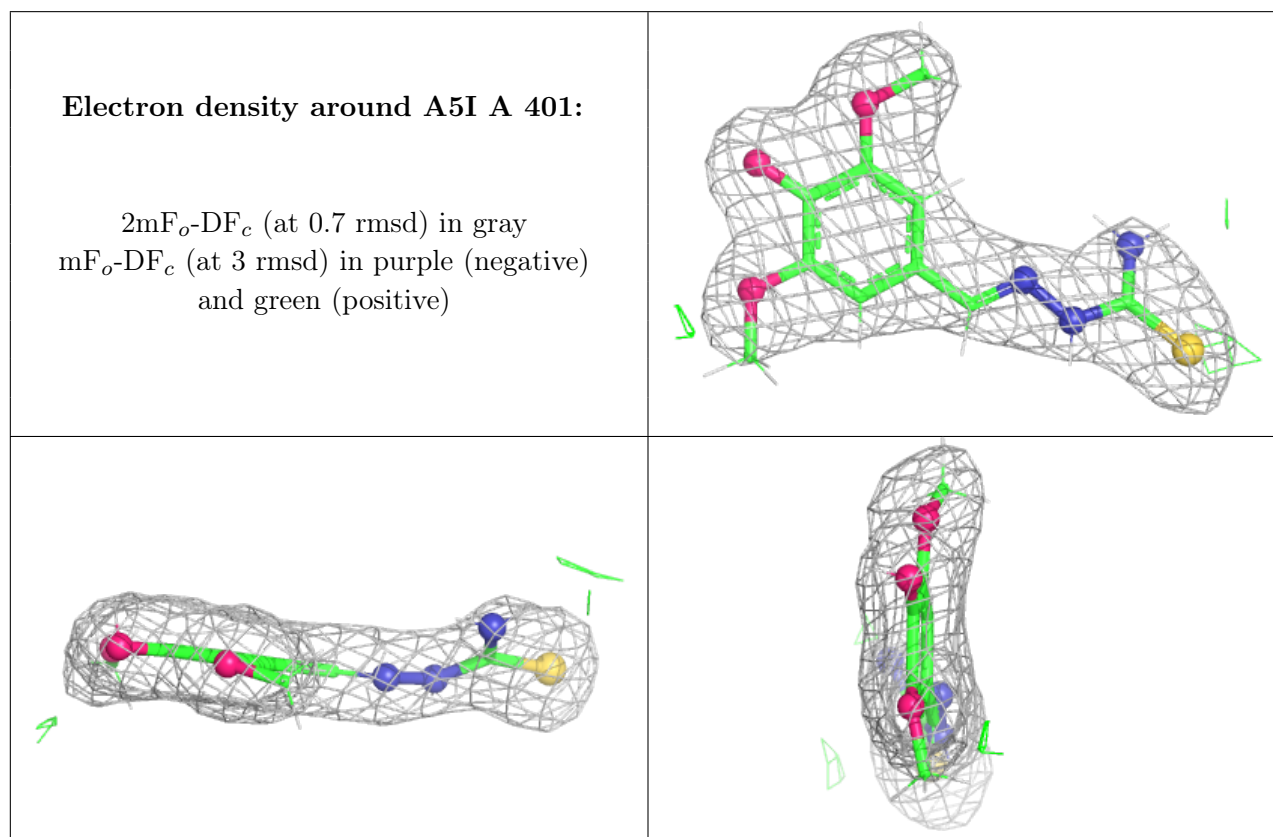 Electron density around A5I A 401:
2mFo-DFc (at 0.7 rmsd) in gray
mFo-DFc (at 3 rmsd) in purple (negative)
and green (positive)